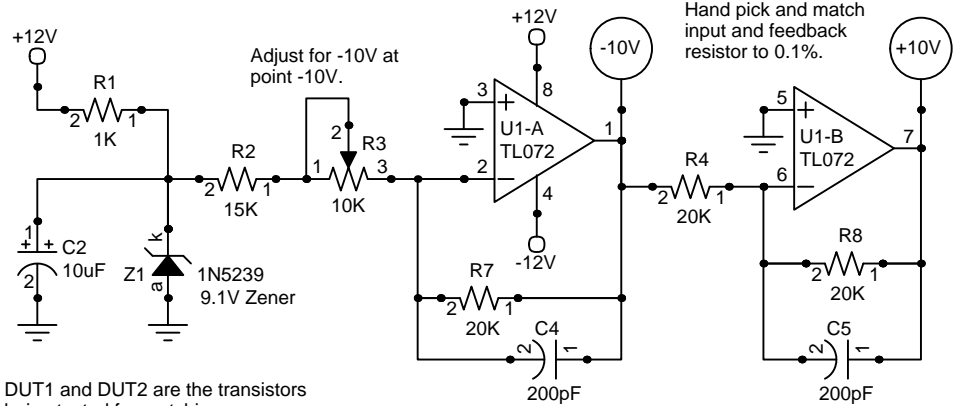 +12V
R1
2
1
1K
Adjust for -10V at
point -10V.
+12V
-10V
Hand pick and match
input and feedback
resistor to 0.1%.
+10V
3
+
8
U1-A
TL072
1
2
−
4
-12V
5
+
U1-B
TL072
7
6
−
R2
2
1
15K
2
R3
1
3
10K
R4
2
1
20K
1
+
+
C2
10uF
2
k
Z1
a
1N5239
9.1V Zener
R7
2
1
20K
C4
2
1
200pF
R8
2
1
20K
C5
2
1
200pF
DUT1 and DUT2 are the transistors